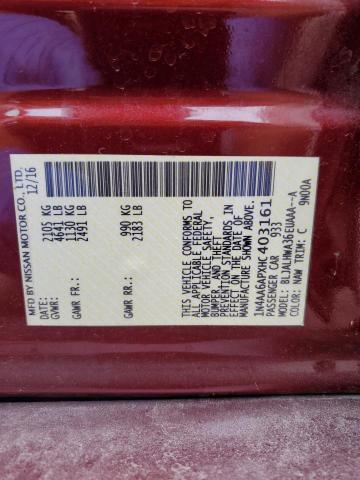 MFD BY NISSAN MOTOR CO., LTD.
DATE: 12/16
GVWR: 2105 KG
4641 LB
GAWR FR.: 1130 KG
2491 LB
GAWR RR.: 990 KG
2183 LB
THIS VEHICLE CONFORMS TO
ALL APPLICABLE FEDERAL
MOTOR VEHICLE SAFETY,
BUMPER, AND THEFT
PREVENTION STANDARDS IN
EFFECT ON THE DATE OF
MANUFACTURE SHOWN ABOVE.
1N4AA6APXHC403161
PASSENGER CAR 933
MODEL: BIJALHWA36EUAAA--A
COLOR: NAW TRIM: C 9N00A